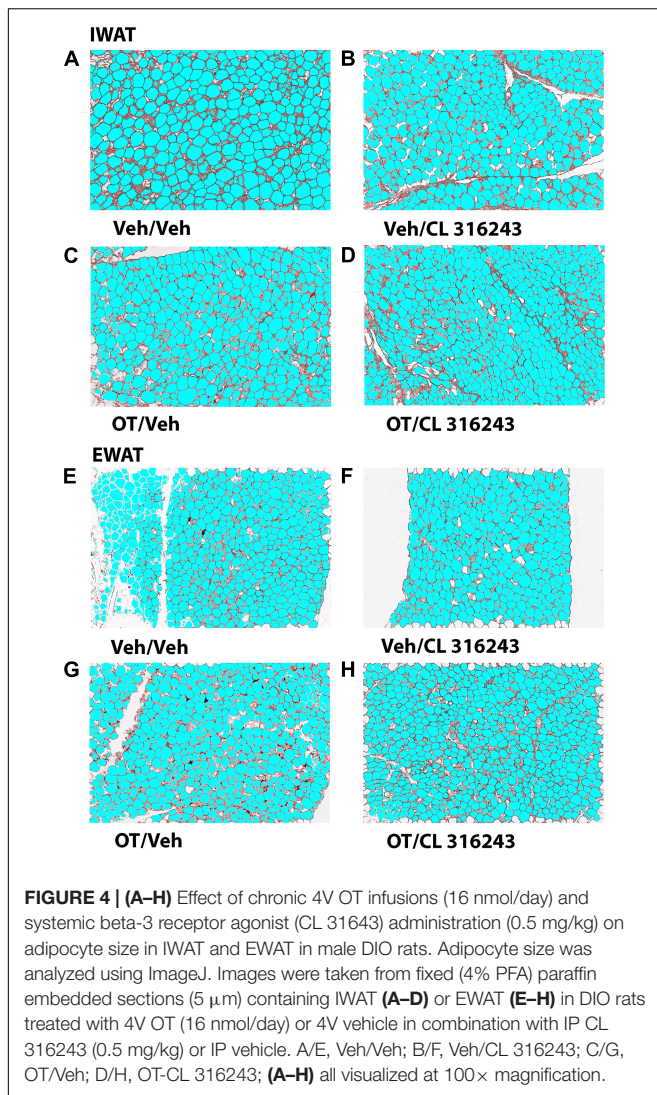 IWAT
A
B
Veh/Veh
Veh/CL 316243
C
D
OT/Veh
OT/CL 316243
EWAT
E
F
Veh/Veh
Veh/CL 316243
G
H
OT/Veh
OT/CL 316243
FIGURE 4 | (A–H) Effect of chronic 4V OT infusions (16 nmol/day) and
systemic beta-3 receptor agonist (CL 31643) administration (0.5 mg/kg) on
adipocyte size in IWAT and EWAT in male DIO rats. Adipocyte size was
analyzed using ImageJ. Images were taken from fixed (4% PFA) paraffin
embedded sections (5 μm) containing IWAT (A–D) or EWAT (E–H) in DIO rats
treated with 4V OT (16 nmol/day) or 4V vehicle in combination with IP CL
316243 (0.5 mg/kg) or IP vehicle. A/E, Veh/Veh; B/F, Veh/CL 316243; C/G,
OT/Veh; D/H, OT-CL 316243; (A–H) all visualized at 100× magnification.